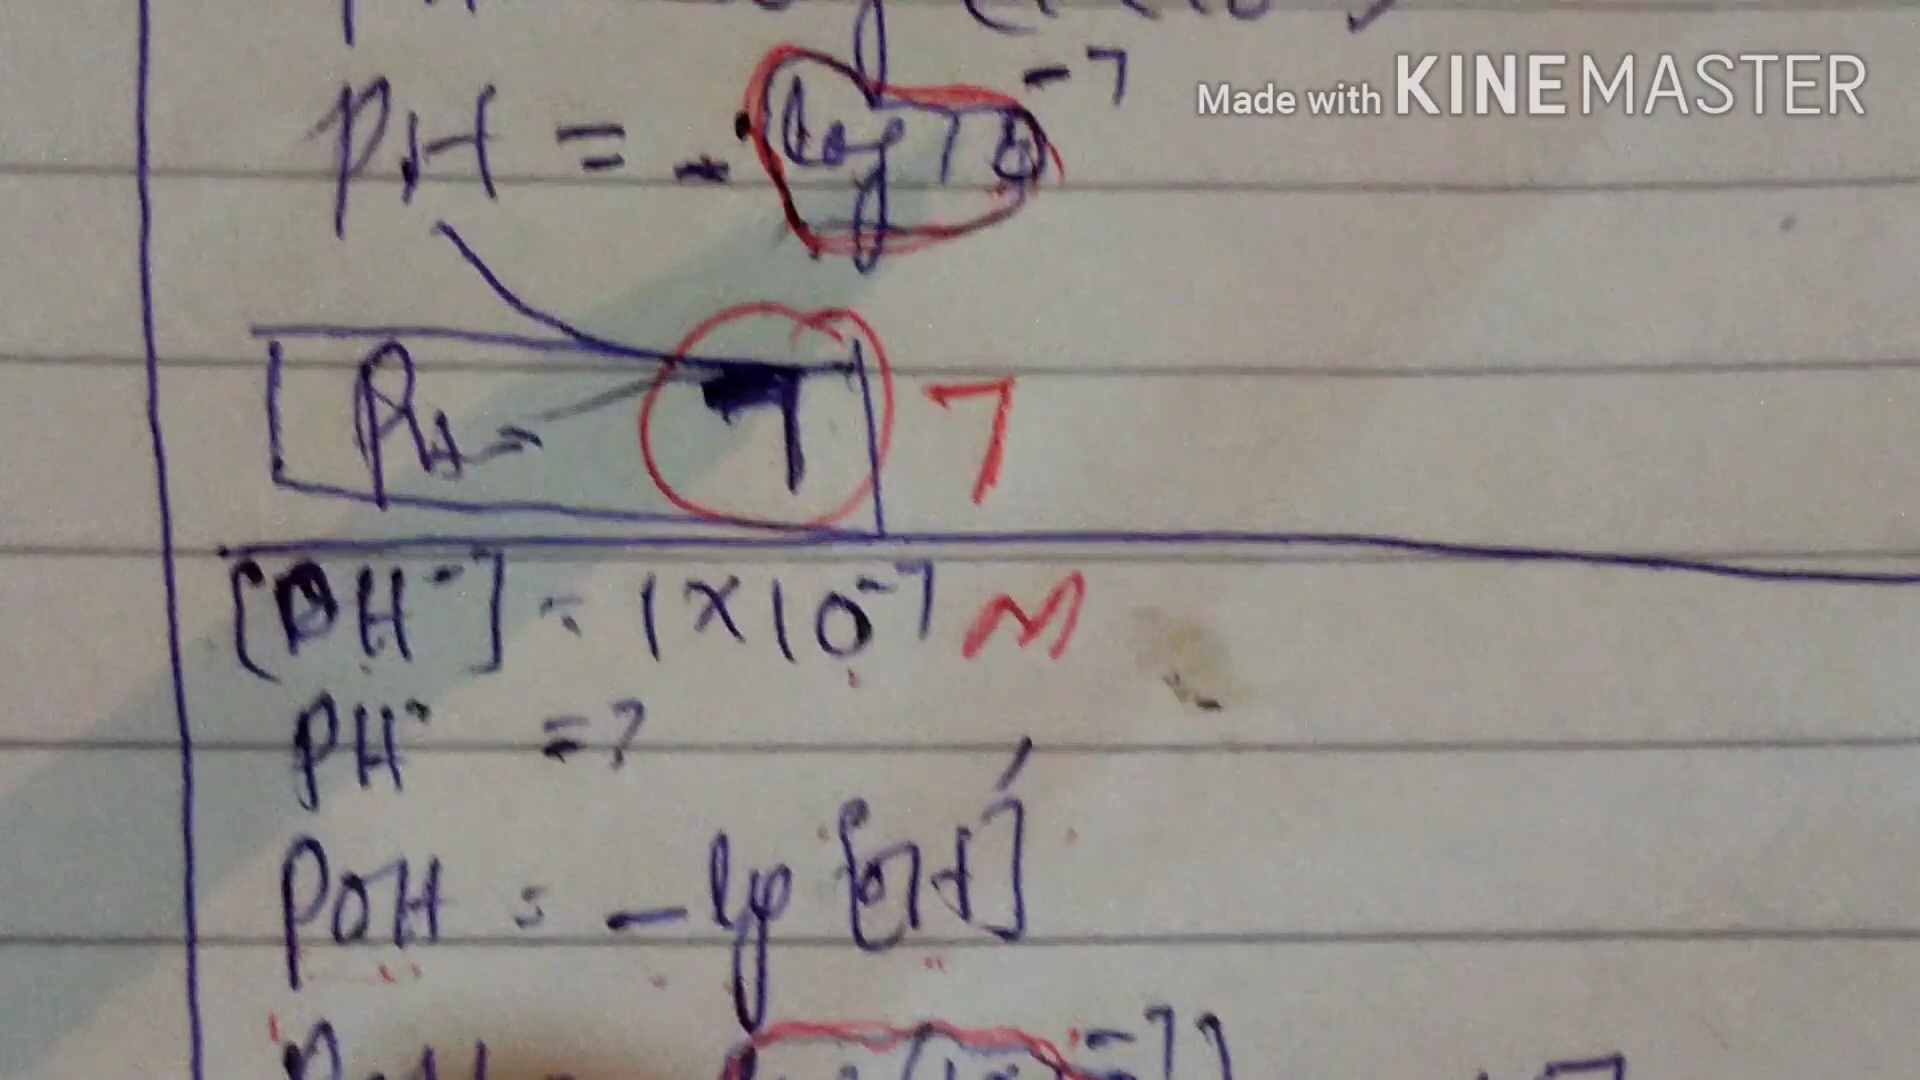 Made with KINEMASTER
PH = - log 10^-7
PH = 7 7
[OH^-] = 1 X 10^-7 M
PH = ?
POH = - log [OH^-]